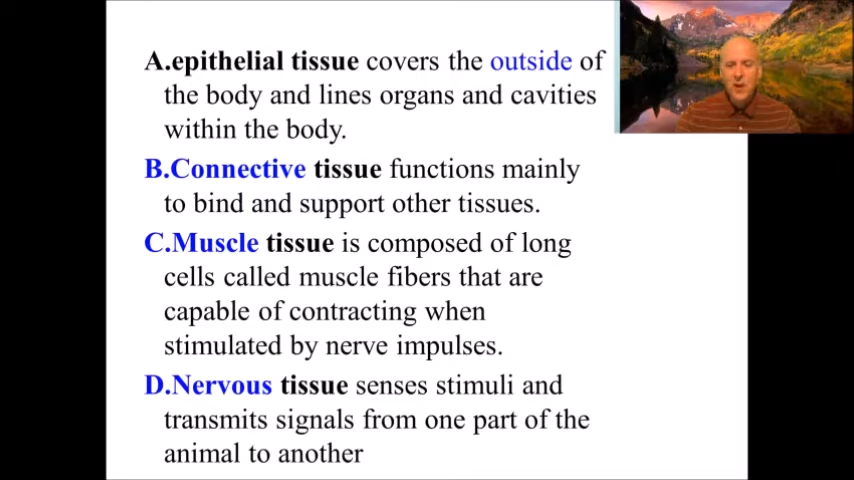 A.epithelial tissue covers the outside of
the body and lines organs and cavities
within the body.
B.Connective tissue functions mainly
to bind and support other tissues.
C.Muscle tissue is composed of long
cells called muscle fibers that are
capable of contracting when
stimulated by nerve impulses.
D.Nervous tissue senses stimuli and
transmits signals from one part of the
animal to another